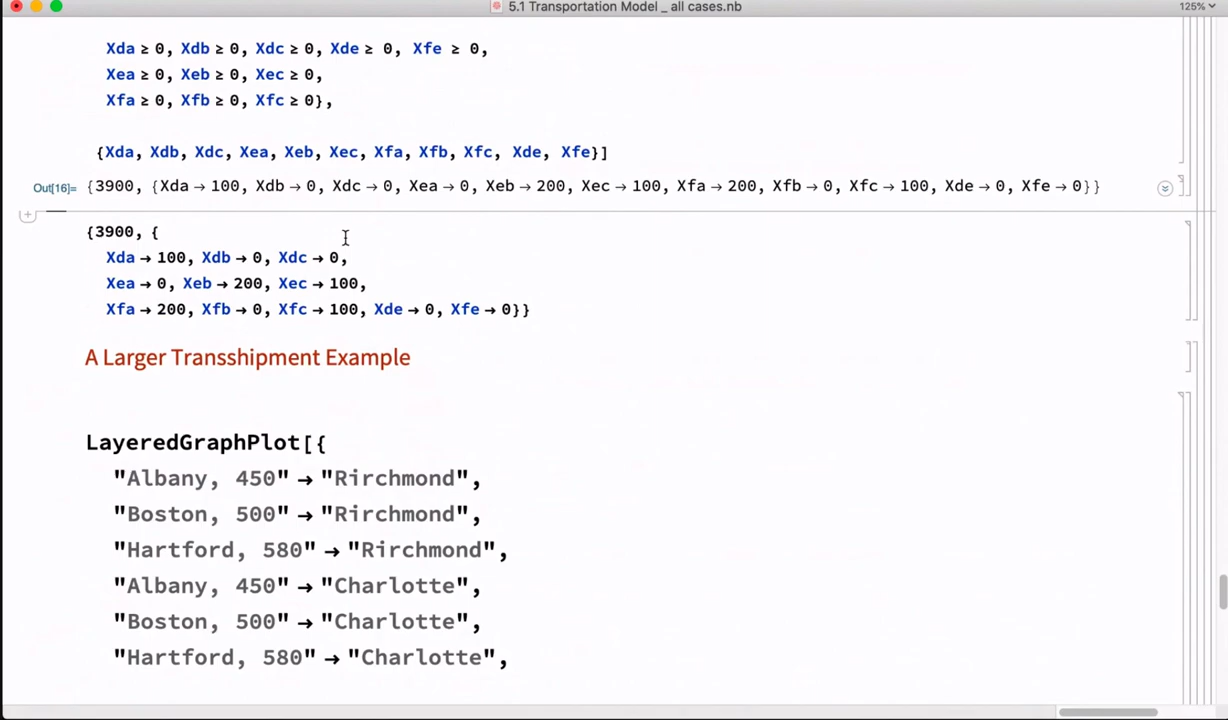 5.1 Transportation Model _ all cases.nb
125%
Xda ≥ 0, Xdb ≥ 0, Xdc ≥ 0, Xde ≥ 0, Xfe ≥ 0,
Xea ≥ 0, Xeb ≥ 0, Xec ≥ 0,
Xfa ≥ 0, Xfb ≥ 0, Xfc ≥ 0},
{Xda, Xdb, Xdc, Xea, Xeb, Xec, Xfa, Xfb, Xfc, Xde, Xfe}]
Out[16]= {3900, {Xda → 100, Xdb → 0, Xdc → 0, Xea → 0, Xeb → 200, Xec → 100, Xfa → 200, Xfb → 0, Xfc → 100, Xde → 0, Xfe → 0}}
{3900, {
Xda → 100, Xdb → 0, Xdc → 0,
Xea → 0, Xeb → 200, Xec → 100,
Xfa → 200, Xfb → 0, Xfc → 100, Xde → 0, Xfe → 0}}
A Larger Transshipment Example
LayeredGraphPlot[{
"Albany, 450" → "Rirchmond",
"Boston, 500" → "Rirchmond",
"Hartford, 580" → "Rirchmond",
"Albany, 450" → "Charlotte",
"Boston, 500" → "Charlotte",
"Hartford, 580" → "Charlotte",